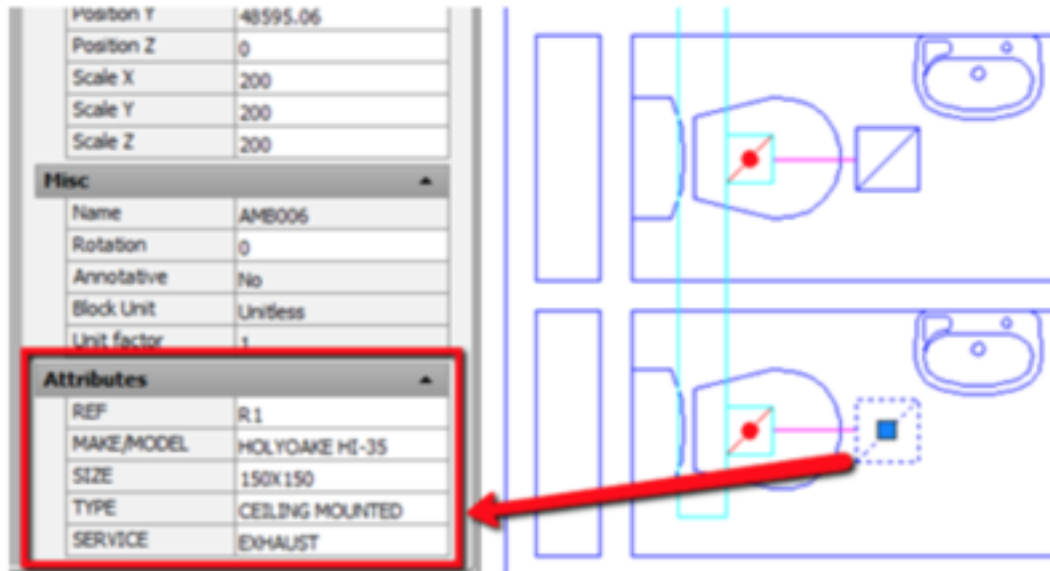 Position Y 48595.06
Position Z 0
Scale X 200
Scale Y 200
Scale Z 200
Misc
Name AMB006
Rotation 0
Annotative No
Block Unit Unitless
Unit factor 1
Attributes
REF R.1
MAKE/MODEL HOLYOAKE HI-35
SIZE 150X150
TYPE CEILING MOUNTED
SERVICE EXHAUST